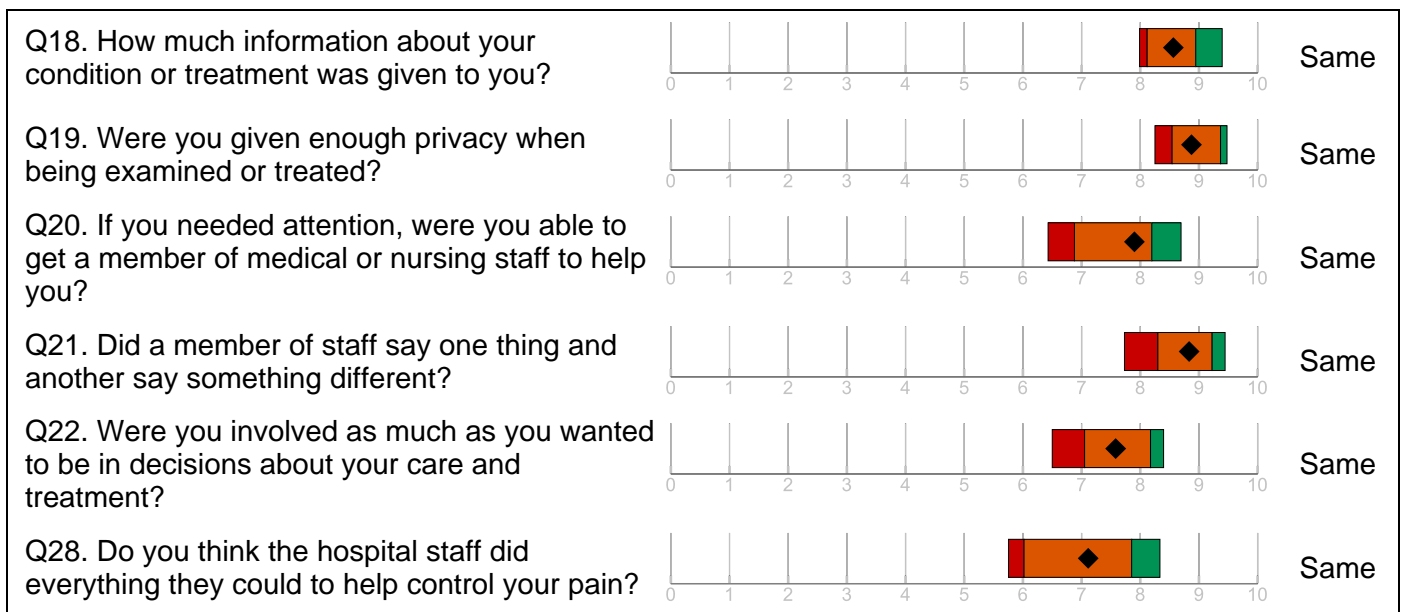 Q18. How much information about your
condition or treatment was given to you?
0 1 2 3 4 5 6 7 8 9 10
Same
Q19. Were you given enough privacy when
being examined or treated?
0 1 2 3 4 5 6 7 8 9 10
Same
Q20. If you needed attention, were you able to
get a member of medical or nursing staff to help
you?
0 1 2 3 4 5 6 7 8 9 10
Same
Q21. Did a member of staff say one thing and
another say something different?
0 1 2 3 4 5 6 7 8 9 10
Same
Q22. Were you involved as much as you wanted
to be in decisions about your care and
treatment?
0 1 2 3 4 5 6 7 8 9 10
Same
Q28. Do you think the hospital staff did
everything they could to help control your pain?
0 1 2 3 4 5 6 7 8 9 10
Same